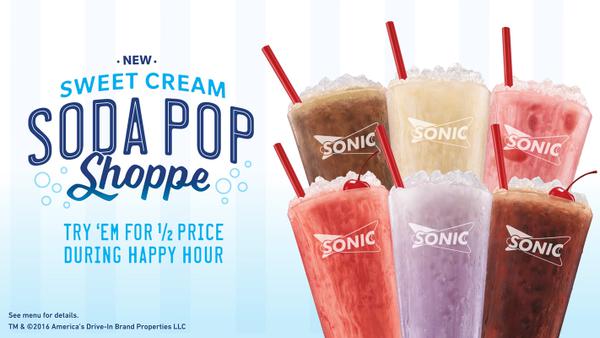 · NEW ·
SWEET CREAM
SODA POP
Shoppe
TRY 'EM FOR ½ PRICE
DURING HAPPY HOUR
See menu for details.
TM & ©2016 America's Drive-In Brand Properties LLC
SONIC
SONIC
SONIC
SONIC
SONIC
SONIC